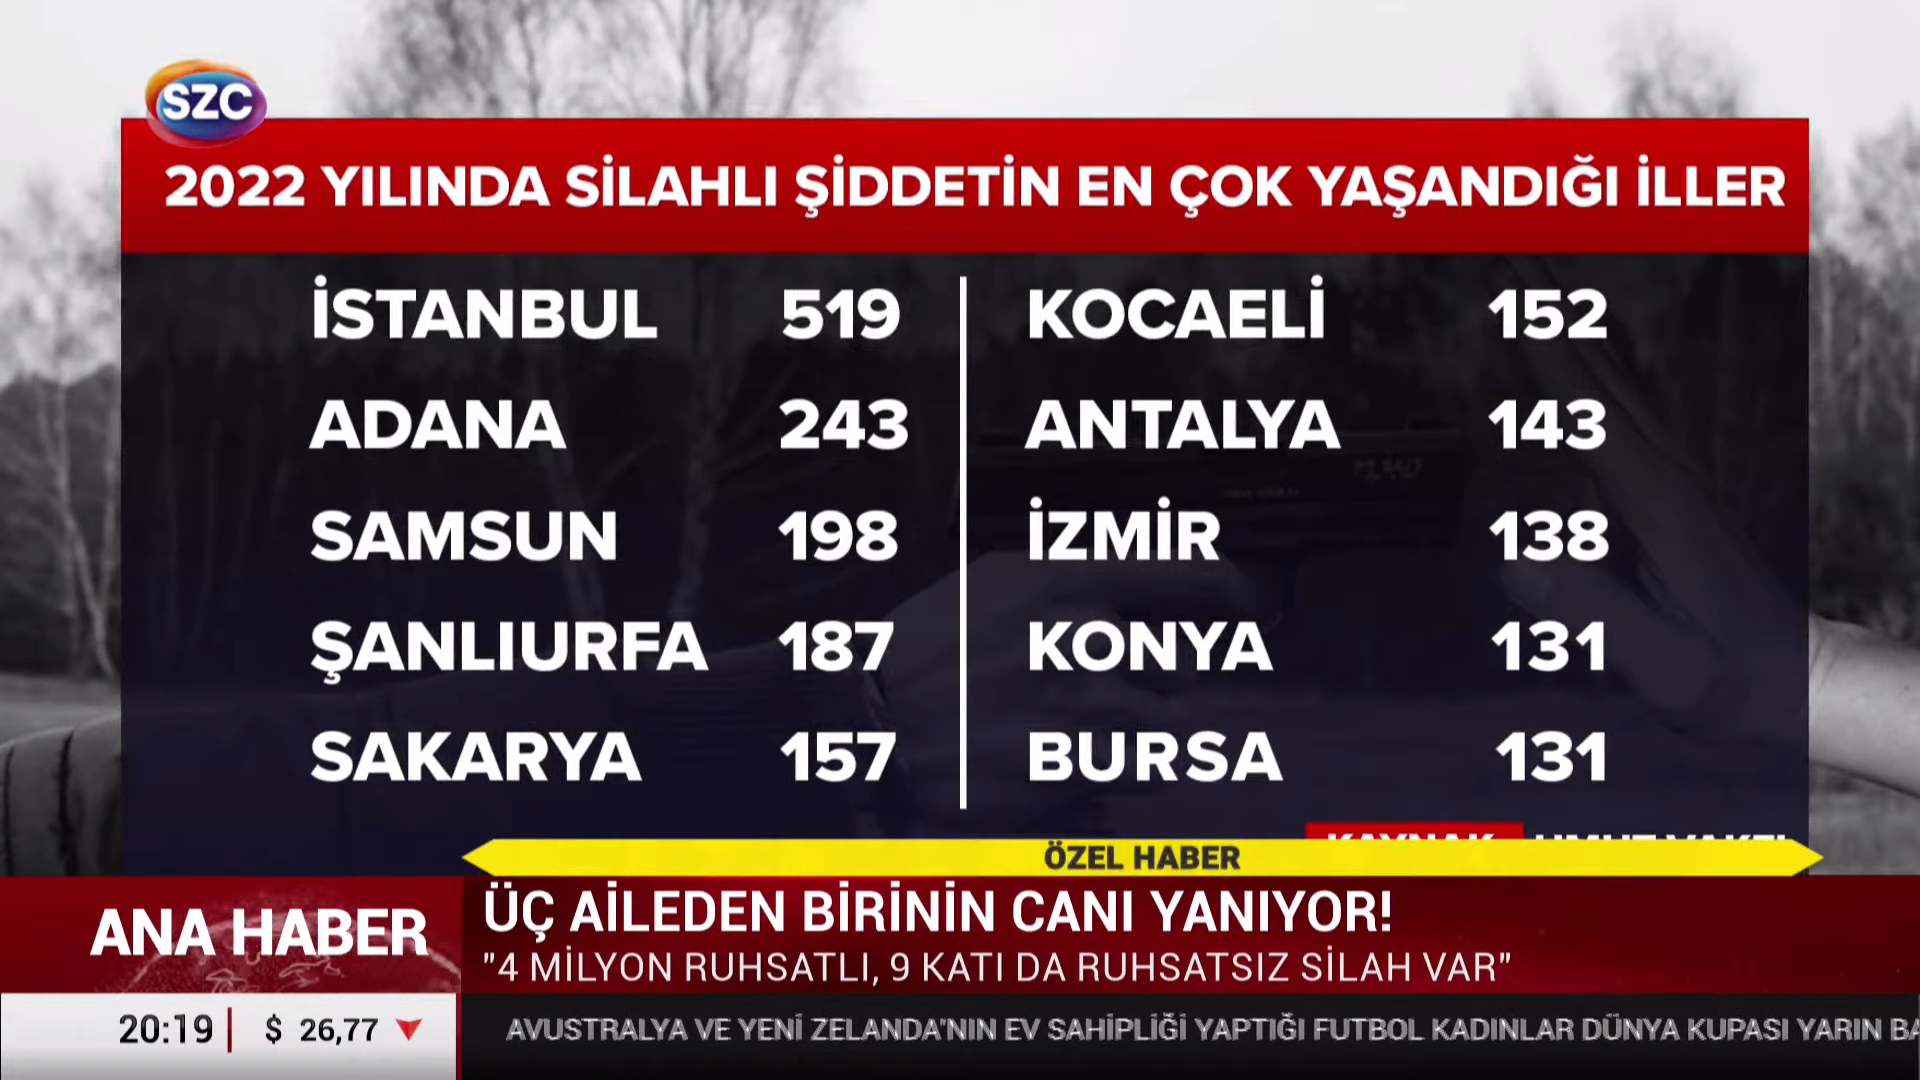 SZC
2022 YILINDA SİLAHLI ŞİDDETİN EN ÇOK YAŞANDIĞI İLLER
İSTANBUL 519
ADANA 243
SAMSUN 198
ŞANLIURFA 187
SAKARYA 157
KOCAELİ 152
ANTALYA 143
İZMİR 138
KONYA 131
BURSA 131
ÖZEL HABER
ANA HABER
ÜÇ AİLEDEN BİRİNİN CANI YANIYOR!
"4 MİLYON RUHSATLI, 9 KATI DA RUHSATSIZ SİLAH VAR"
20:19 $ 26,77
AVUSTRALYA VE YENİ ZELANDA'NIN EV SAHİPLİĞİ YAPTIĞI FUTBOL KADINLAR DÜNYA KUPASI YARIN